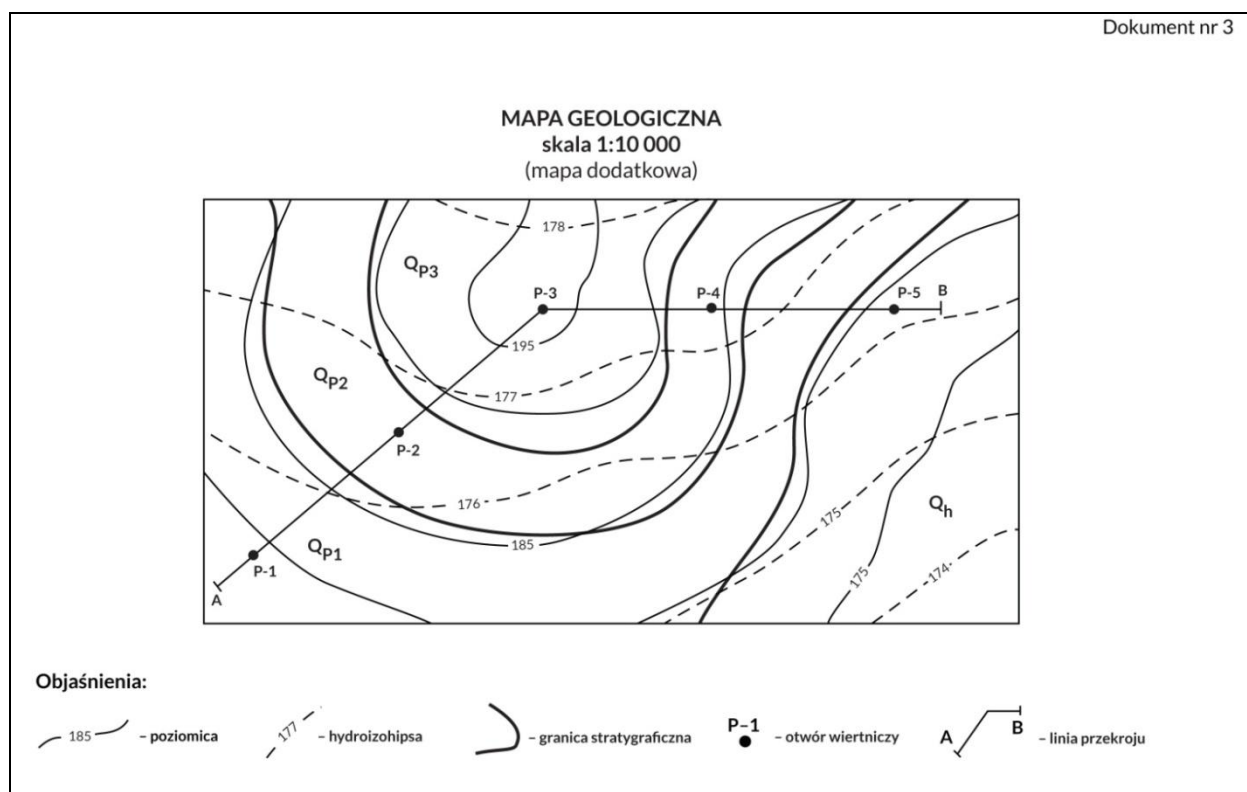 Dokument nr 3
MAPA GEOLOGICZNA
skala 1:10 000
(mapa dodatkowa)
178
QP3
P-3
P-4
P-5
B
195
QP2
177
P-2
176
Qh
175
QP1
185
P-1
175
174
A
Objaśnienia:
185 – poziomica
177 – hydroizohipsa
– granica stratygraficzna
P–1 – otwór wiertniczy
A B – linia przekroju